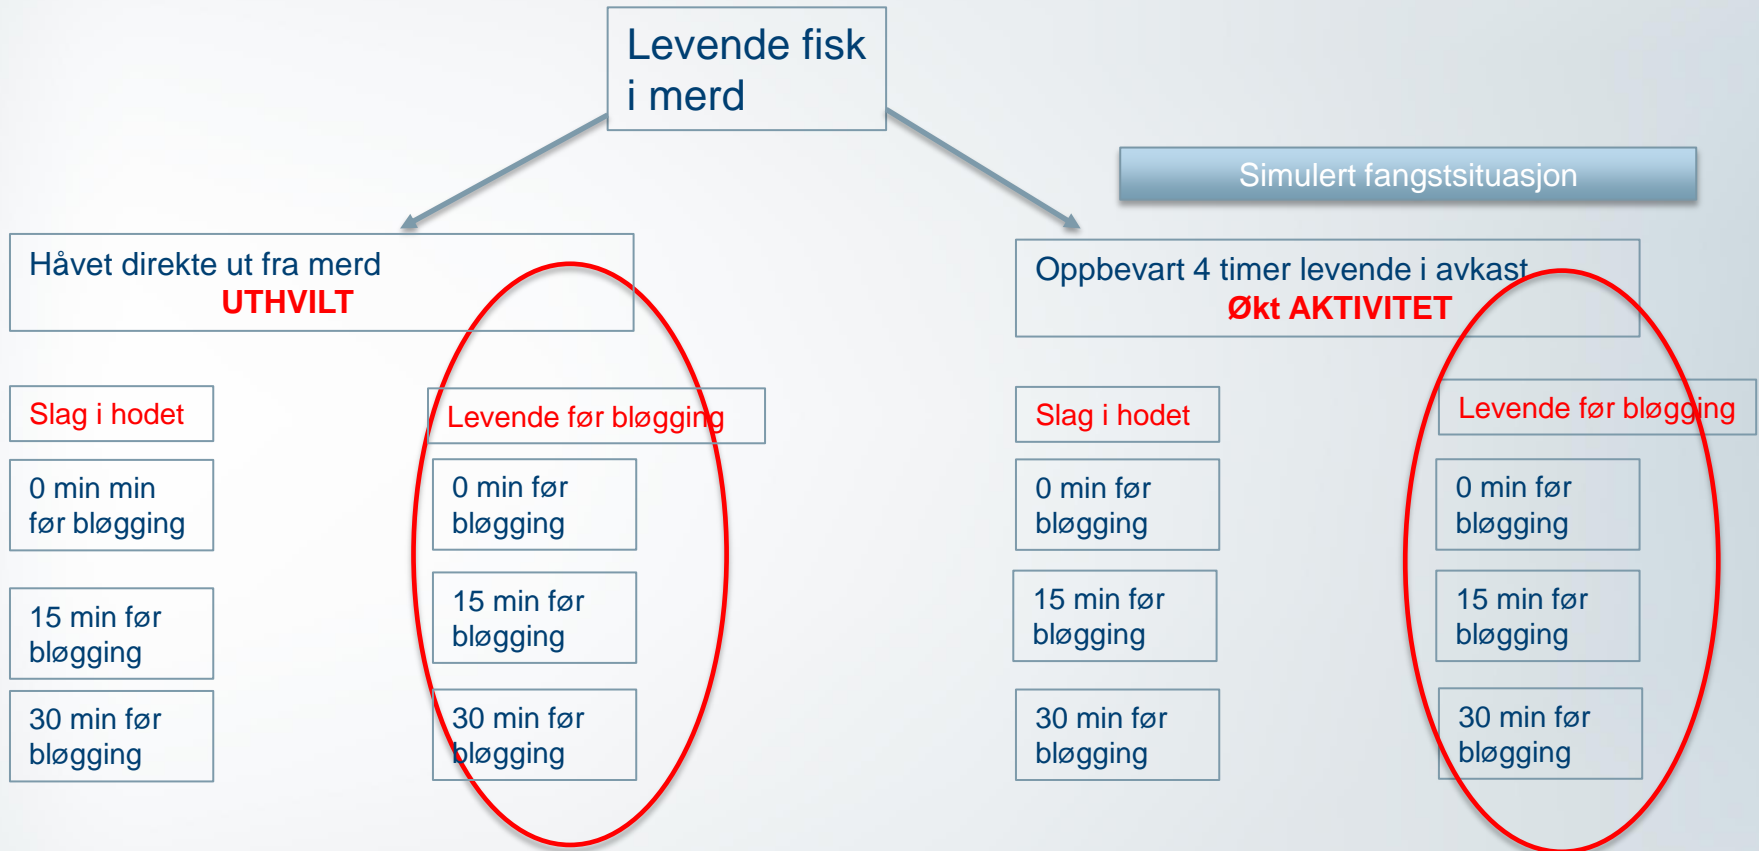 Levende fisk
i merd
Simulert fangstsituasjon
Håvet direkte ut fra merd
UTHVILT
Slag i hodet
0 min min
før bløgging
15 min før
bløgging
30 min før
bløgging
Levende før bløgging
0 min før
bløgging
15 min før
bløgging
30 min før
bløgging
Oppbevart 4 timer levende i avkast
Økt AKTIVITET
Slag i hodet
0 min før
bløgging
15 min før
bløgging
30 min før
bløgging
Levende før bløgging
0 min før
bløgging
15 min før
bløgging
30 min før
bløgging